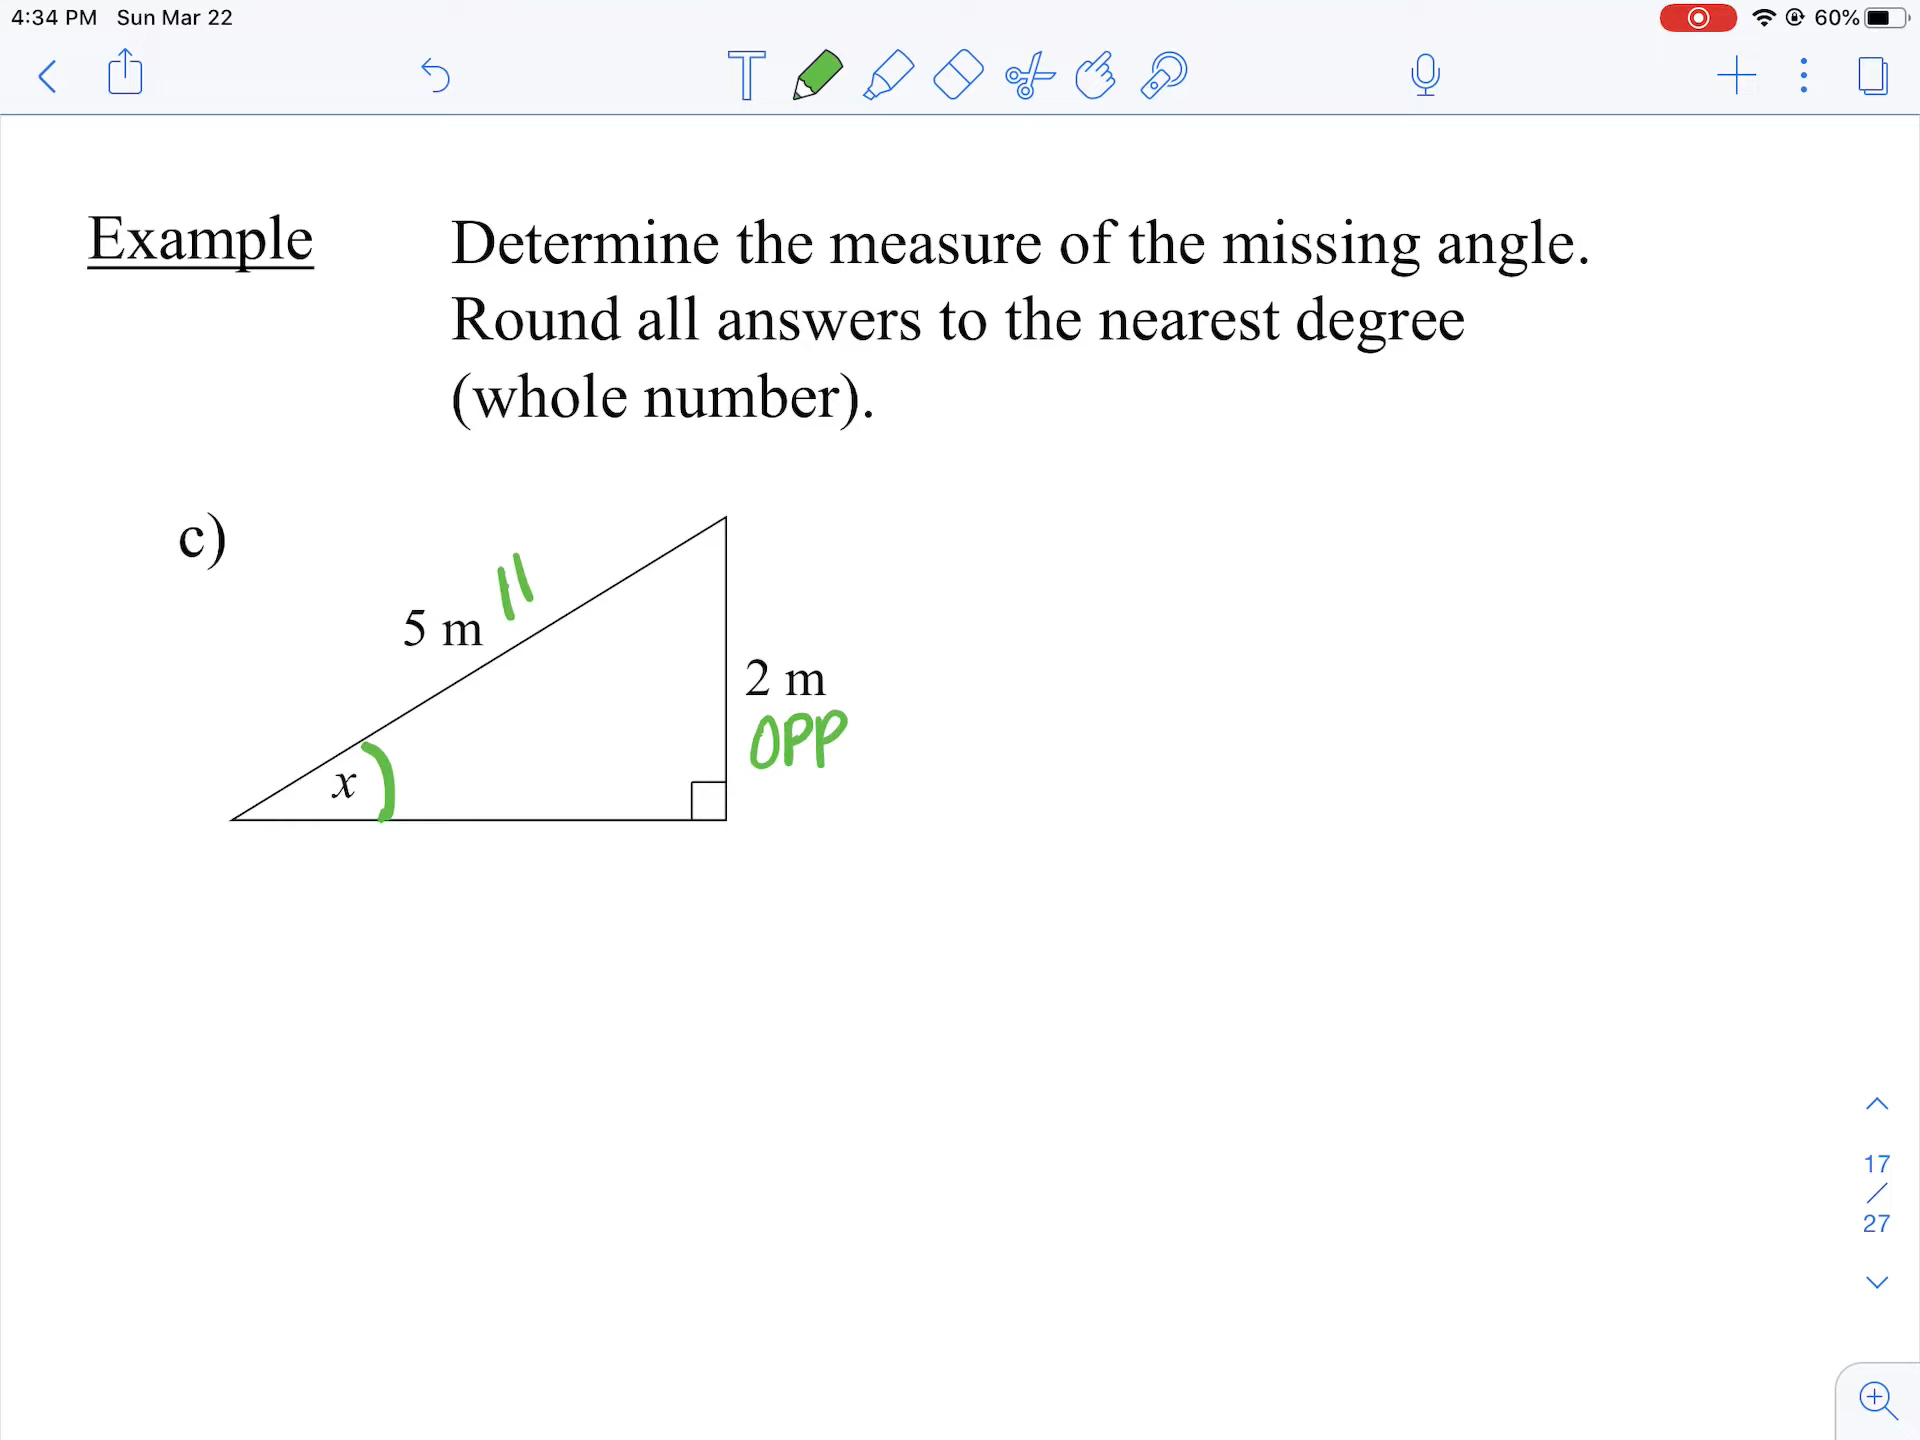 4:34 PM Sun Mar 22
60%
T
Example
Determine the measure of the missing angle.
Round all answers to the nearest degree
(whole number).
c)
5 m
2 m
OPP
x
17
/
27